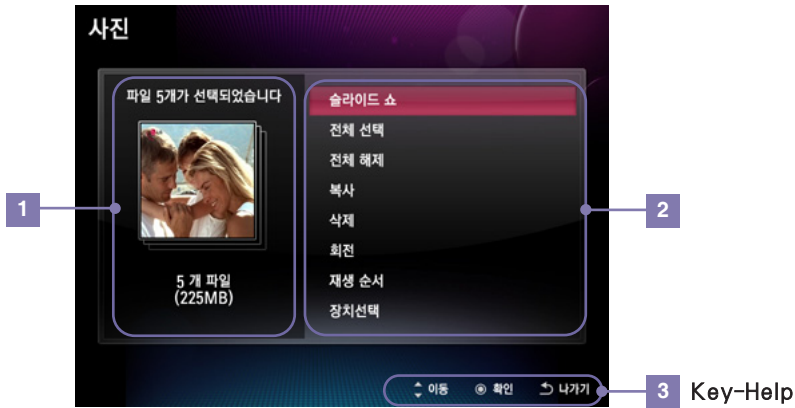 사진
파일 5개가 선택되었습니다
5 개 파일
(225MB)
1
슬라이드 쇼
전체 선택
전체 해제
복사
삭제
회전
재생 순서
장치선택
2
이동 확인 나가기
3 Key-Help